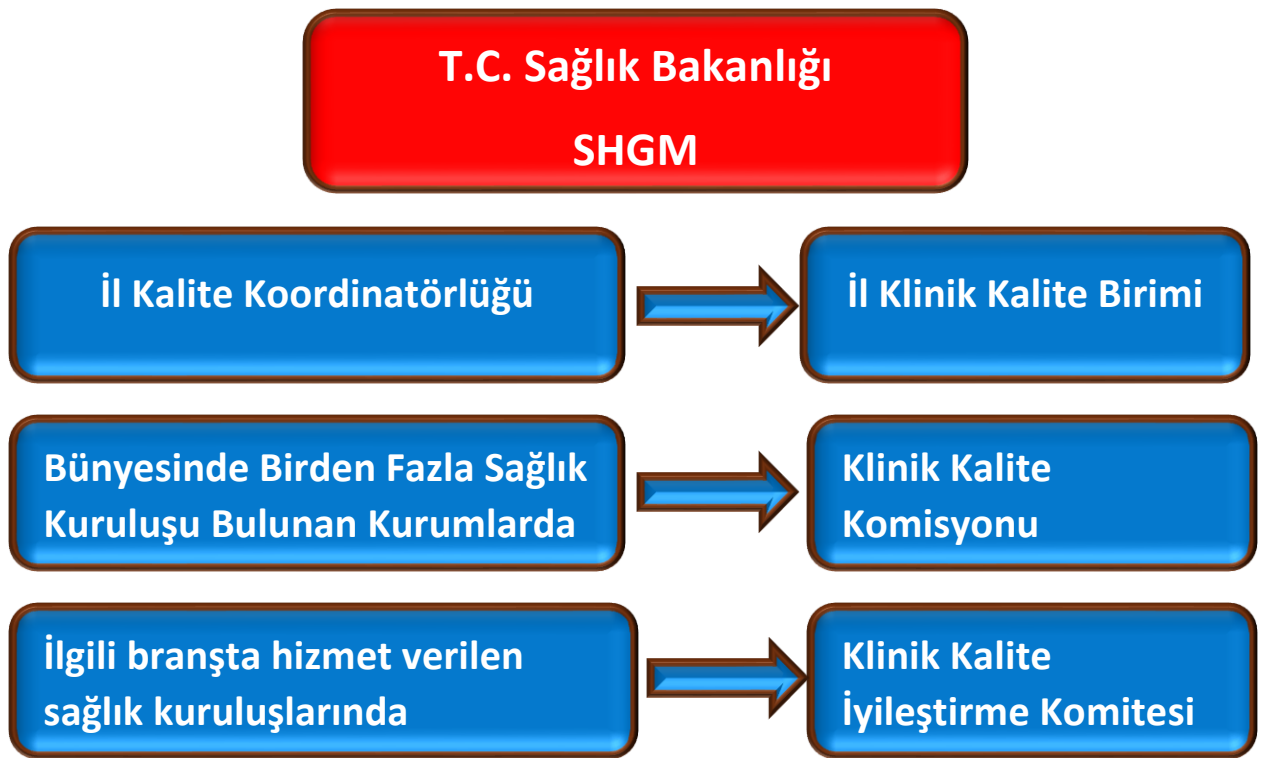 T.C. Sağlık Bakanlığı
SHGM
İl Kalite Koordinatörlüğü
İl Klinik Kalite Birimi
Bünyesinde Birden Fazla Sağlık
Kuruluşu Bulunan Kurumlarda
Klinik Kalite
Komisyonu
İlgili branşta hizmet verilen
sağlık kuruluşlarında
Klinik Kalite
İyileştirme Komitesi